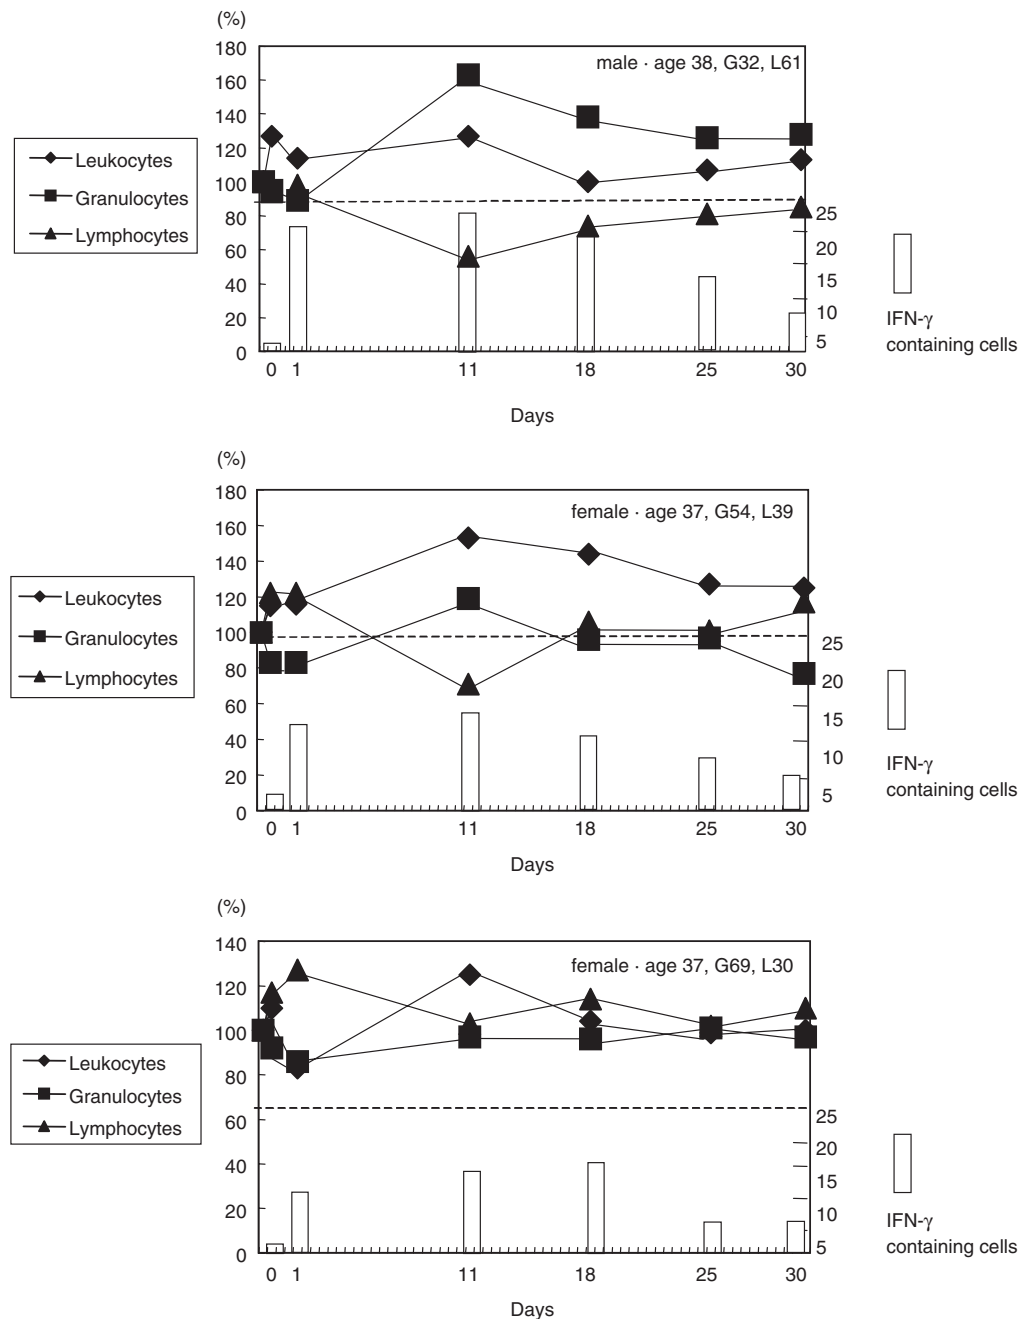 (%)
180
160
140
120
100
80
60
40
20
0
male · age 38, G32, L61
Leukocytes
Granulocytes
Lymphocytes
25
20
15
10
5
IFN-γ
containing cells
0 1 11 18 25 30
Days
(%)
180
160
140
120
100
80
60
40
20
0
female · age 37, G54, L39
Leukocytes
Granulocytes
Lymphocytes
25
20
15
10
5
IFN-γ
containing cells
0 1 11 18 25 30
Days
(%)
140
120
100
80
60
40
20
0
female · age 37, G69, L30
Leukocytes
Granulocytes
Lymphocytes
25
20
15
10
5
IFN-γ
containing cells
0 1 11 18 25 30
Days